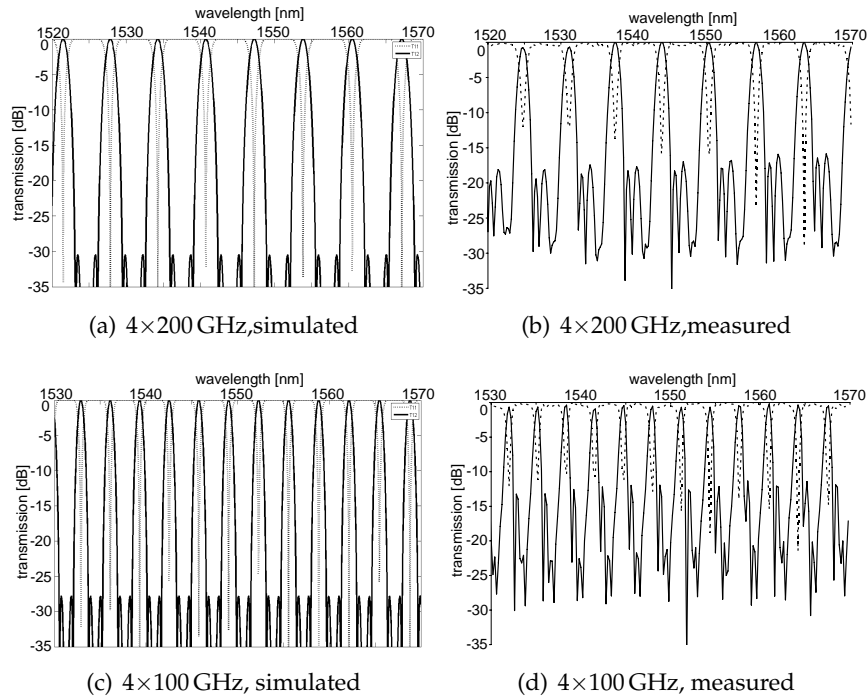 wavelength [nm]
1520 1530 1540 1550 1560 1570
0
-5
-10
-15
-20
-25
-30
-35
transmission [dB]
T11
T12
(a) 4×200 GHz,simulated
wavelength [nm]
1520 1530 1540 1550 1560 1570
0
-5
-10
-15
-20
-25
-30
-35
transmission [dB]
(b) 4×200 GHz,measured
wavelength [nm]
1530 1540 1550 1560 1570
0
-5
-10
-15
-20
-25
-30
-35
transmission [dB]
T11
T12
(c) 4×100 GHz, simulated
wavelength [nm]
1530 1540 1550 1560 1570
0
-5
-10
-15
-20
-25
-30
-35
transmission [dB]
(d) 4×100 GHz, measured